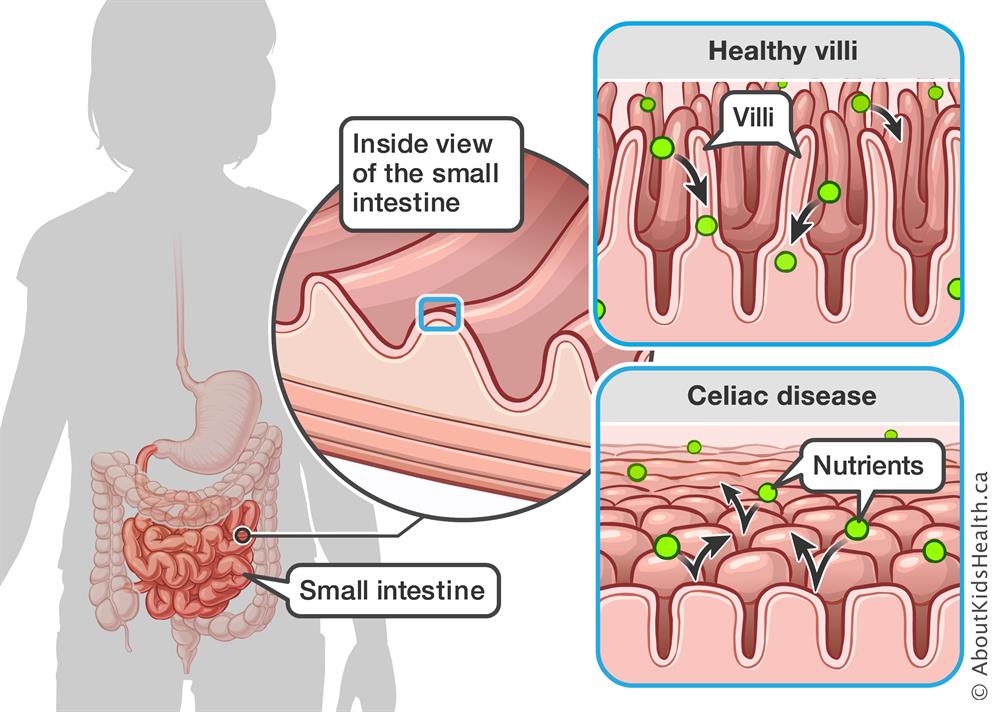 Inside view
of the small
intestine
Small intestine
Healthy villi
Villi
Celiac disease
Nutrients
© AboutKidsHealth.ca